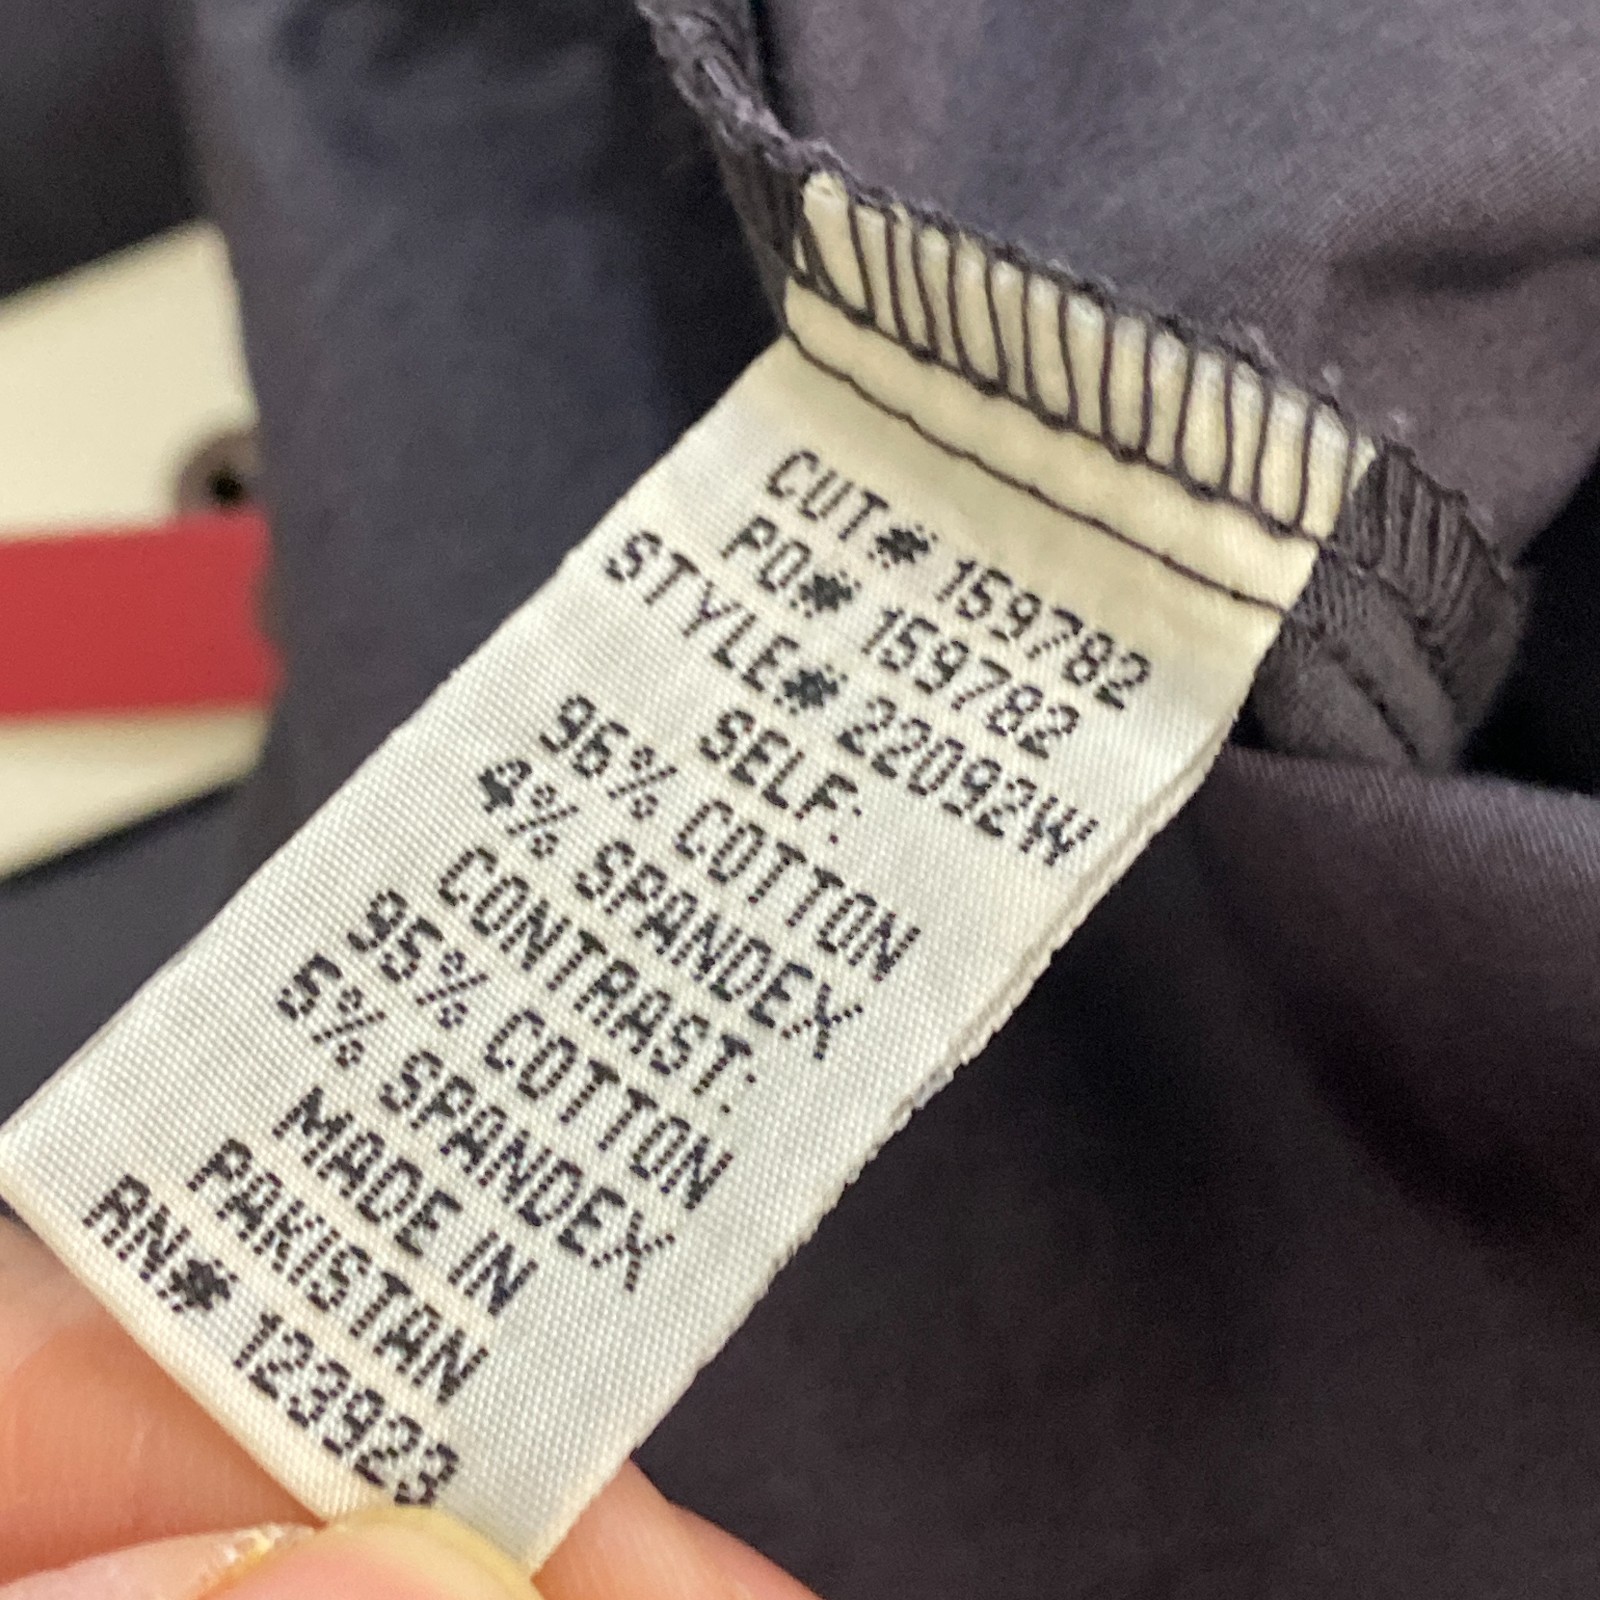 CUT# 159782
PO# 159782
STYLE# 22092W
SELF:
96% COTTON
4% SPANDEX
CONTRAST:
95% COTTON
5% SPANDEX
MADE IN
PAKISTAN
RN# 123923